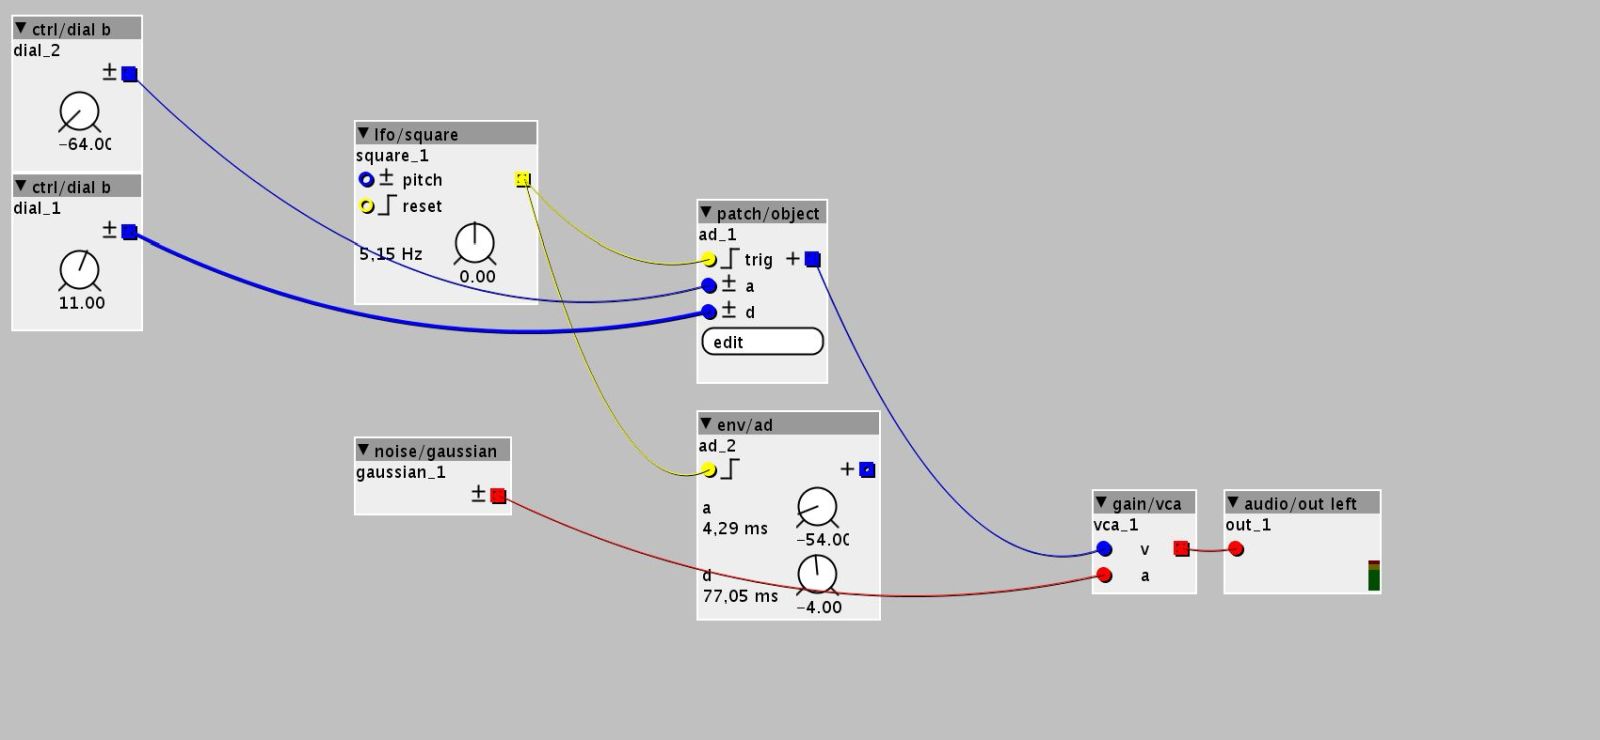 ctrl/dial b
dial_2
±
-64.00
ctrl/dial b
dial_1
±
11.00
lfo/square
square_1
± pitch
reset
5,15 Hz
0.00
patch/object
ad_1
trig +
± a
± d
edit
noise/gaussian
gaussian_1
±
env/ad
ad_2
+
a
4,29 ms
-54.00
d
77,05 ms
-4.00
gain/vca
vca_1
v
a
audio/out left
out_1